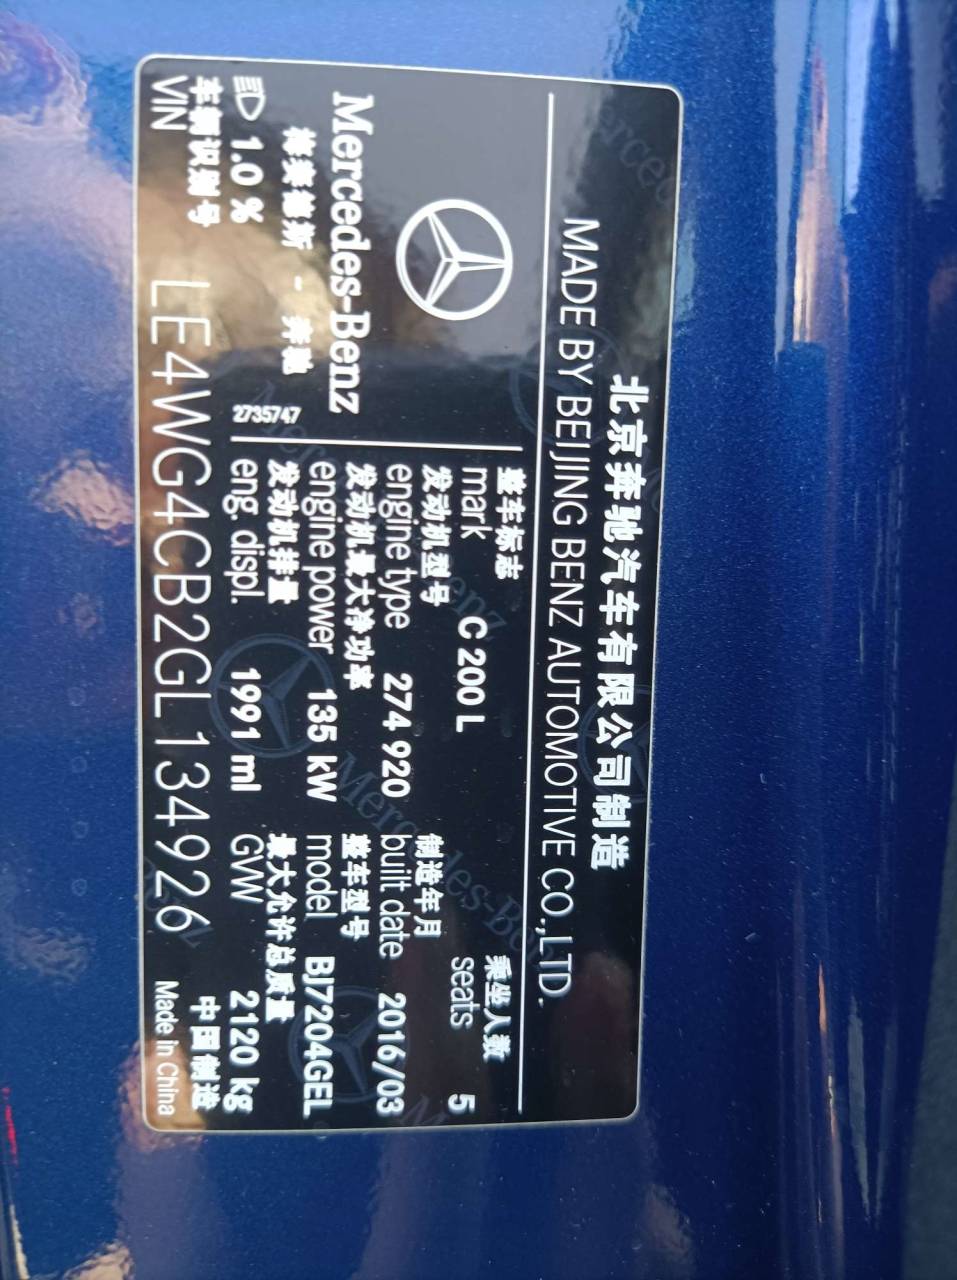 北京奔驰汽车有限公司制造
MADE BY BEIJING BENZ AUTOMOTIVE CO.,LTD.
Mercedes-Benz
梅赛德斯 - 奔驰
2735747
整车标志
mark C 200 L
乘坐人数
seats 5
发动机型号
engine type 274 920
制造年月
built date 2016/03
发动机最大净功率
engine power 135 kW
整车型号
model BJ7204GEL
发动机排量
eng. displ. 1991 ml
最大允许总质量
GVW 2120 kg
1.0 %
车辆识别号
VIN LE4WG4CB2GL134926
中国制造
Made in China